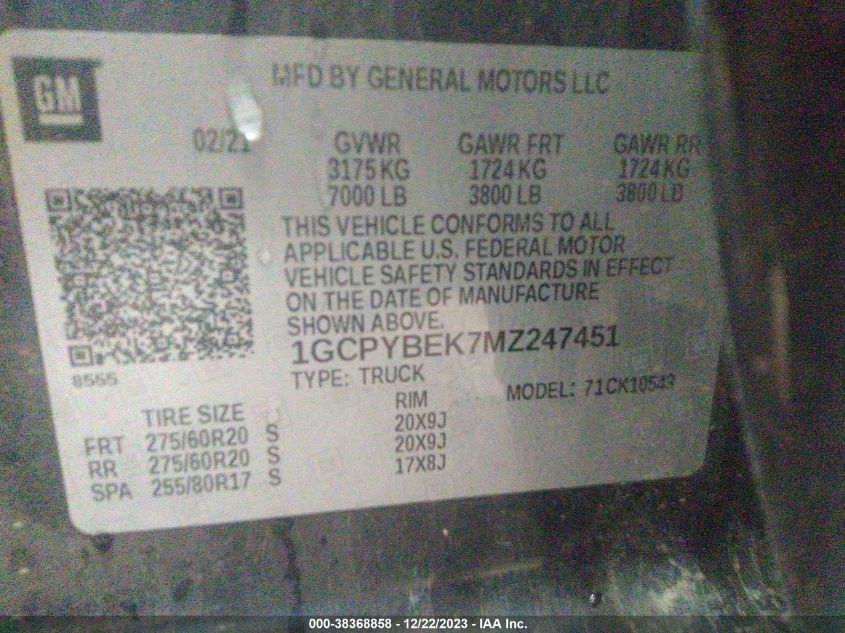 GM
MFD BY GENERAL MOTORS LLC
02/21 GVWR GAWR FRT GAWR RR
3175 KG 1724 KG 1724 KG
7000 LB 3800 LB 3800 LB
THIS VEHICLE CONFORMS TO ALL
APPLICABLE U.S. FEDERAL MOTOR
VEHICLE SAFETY STANDARDS IN EFFECT
ON THE DATE OF MANUFACTURE
SHOWN ABOVE.
1GCPYBEK7MZ247451
8565
TYPE: TRUCK MODEL: 71CK10543
TIRE SIZE RIM
FRT 275/60R20 S 20X9J
RR 275/60R20 S 20X9J
SPA 255/80R17 S 17X8J
000-38368858 - 12/22/2023 - IAA Inc.